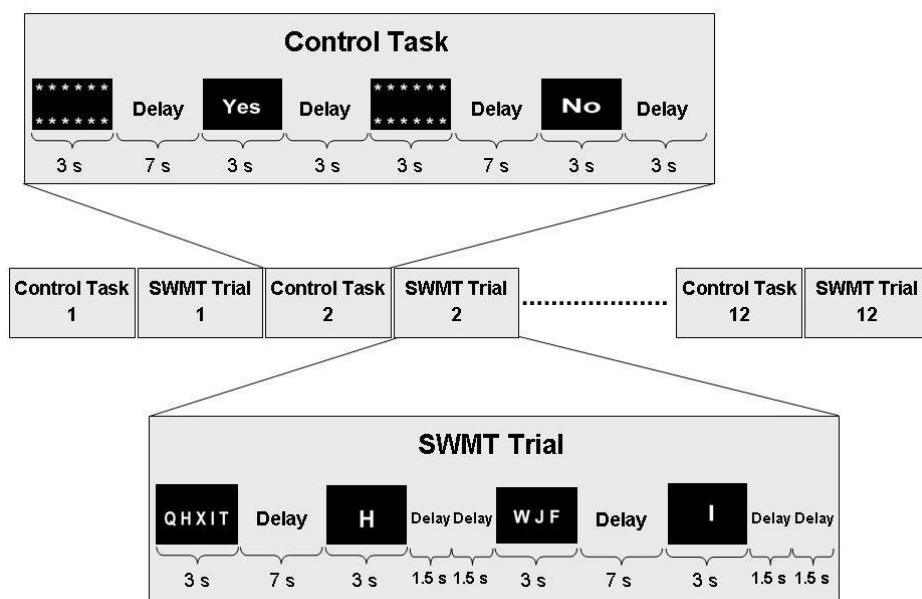 Control Task
* * * * * *
* * * * * *
Delay
Yes
Delay
* * * * * *
* * * * * *
Delay
No
Delay
3 s 7 s 3 s 3 s 3 s 7 s 3 s 3 s
Control Task
1
SWMT Trial
1
Control Task
2
SWMT Trial
2
Control Task
12
SWMT Trial
12
SWMT Trial
Q H X I T Delay H Delay Delay W J F Delay I Delay Delay
3 s 7 s 3 s 1.5 s 1.5 s 3 s 7 s 3 s 1.5 s 1.5 s